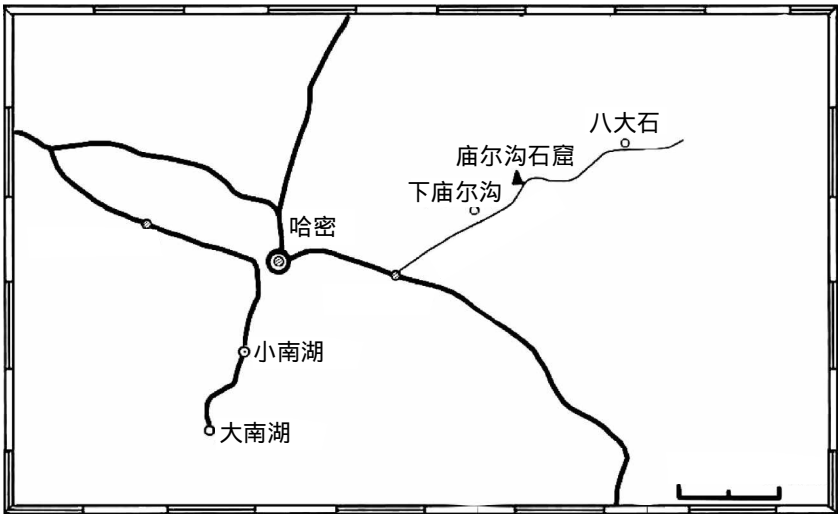 八大石
庙尔沟石窟
下庙尔沟
哈密
小南湖
大南湖